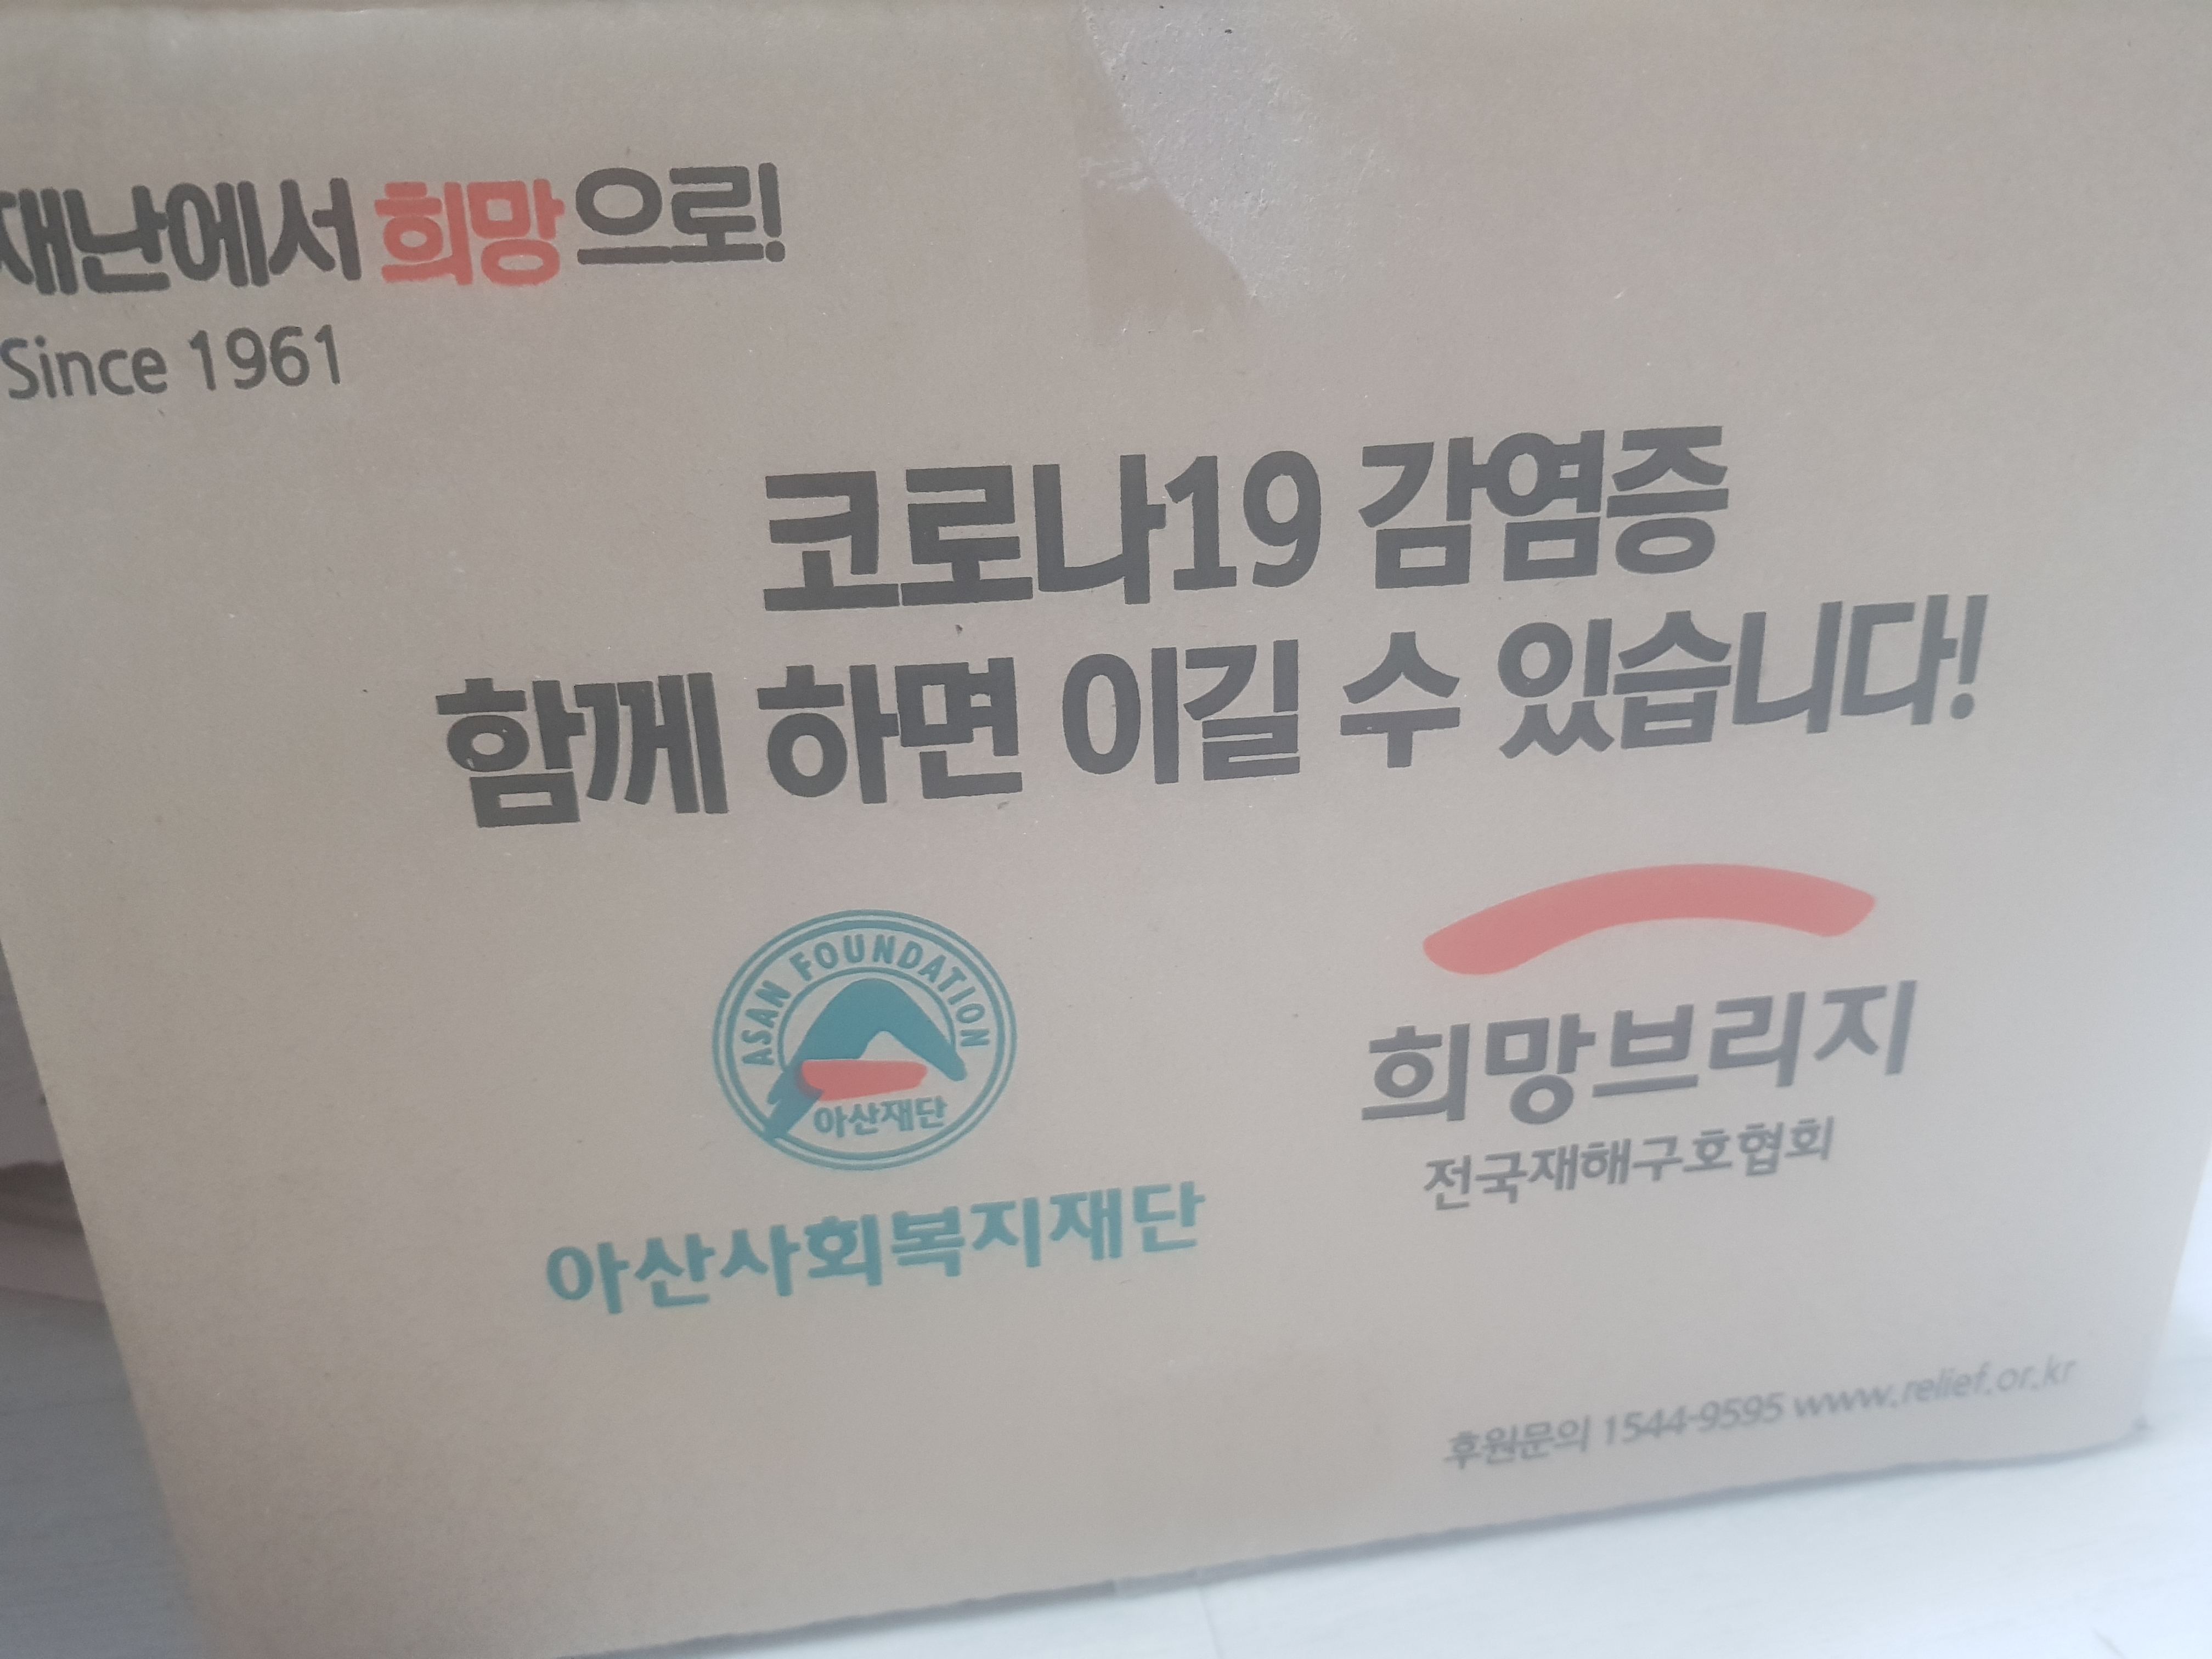 재난에서 희망으로!
Since 1961
코로나19 감염증
함께 하면 이길 수 있습니다!
ASAN FOUNDATION
아산재단
아산사회복지재단
희망브리지
전국재해구호협회
후원문의 1544-9595 www.relief.or.kr